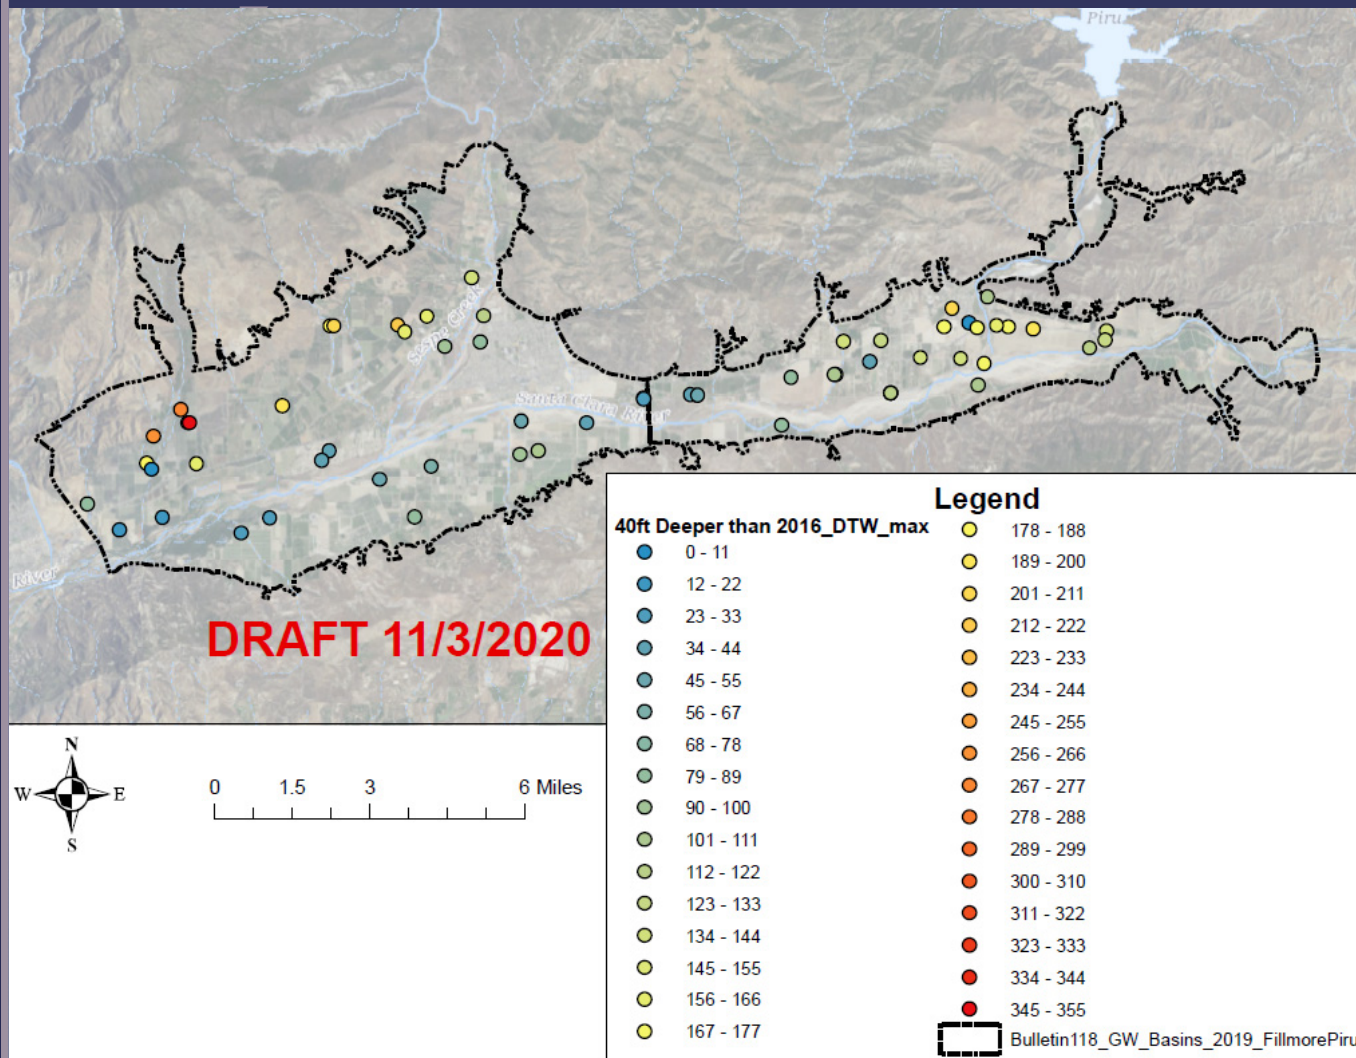 Piru
Sespe Creek
Santa Clara River
River
DRAFT 11/3/2020
N
W E
S
0 1.5 3 6 Miles
Legend
40ft Deeper than 2016_DTW_max
0 - 11
12 - 22
23 - 33
34 - 44
45 - 55
56 - 67
68 - 78
79 - 89
90 - 100
101 - 111
112 - 122
123 - 133
134 - 144
145 - 155
156 - 166
167 - 177
178 - 188
189 - 200
201 - 211
212 - 222
223 - 233
234 - 244
245 - 255
256 - 266
267 - 277
278 - 288
289 - 299
300 - 310
311 - 322
323 - 333
334 - 344
345 - 355
Bulletin118_GW_Basins_2019_FillmorePiru